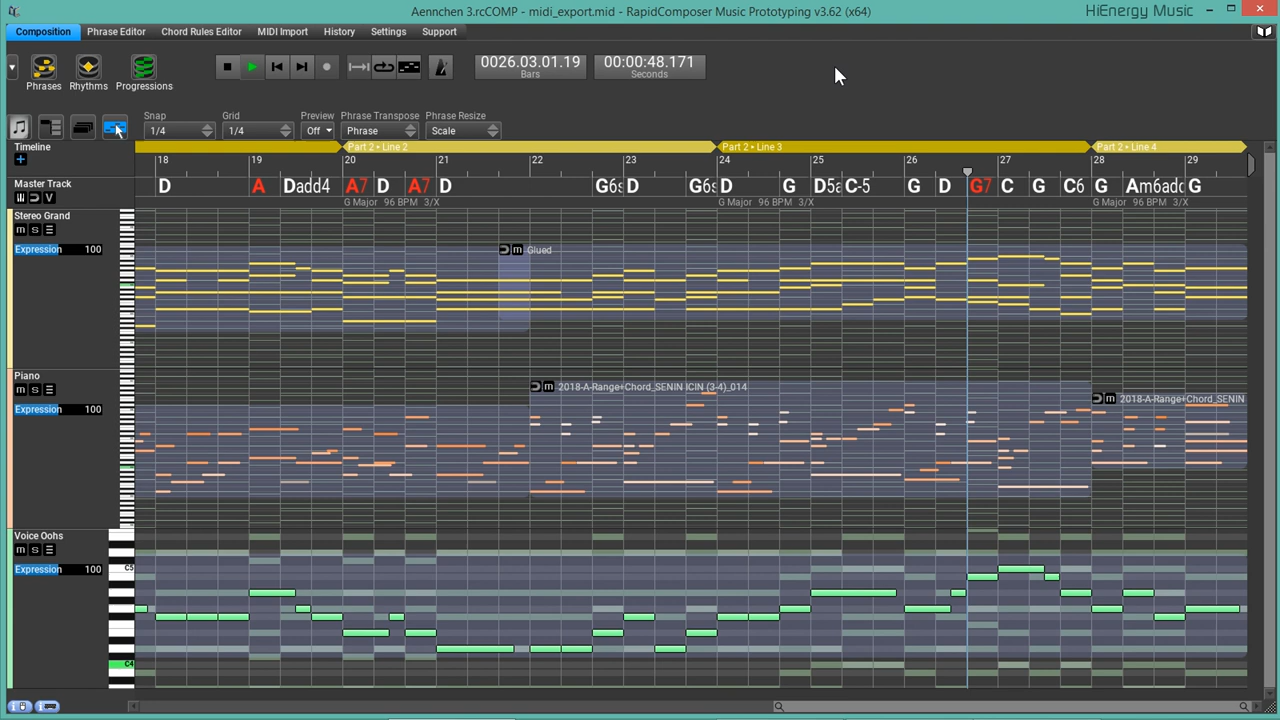 Aennchen 3.rcCOMP - midi_export.mid - RapidComposer Music Prototyping v3.62 (x64)
HiEnergy Music
Composition Phrase Editor Chord Rules Editor MIDI Import History Settings Support
0026.03.01.19 00:00:48.171
Bars Seconds
Phrases Rhythms Progressions
Snap Grid Preview Phrase Transpose Phrase Resize
1/4 1/4 Off Phrase Scale
Timeline Part 2 • Line 2 Part 2 • Line 3 Part 2 • Line 4
18 19 20 21 22 23 24 25 26 27 28 29
Master Track D A Dadd4 A7 D A7 D G6s D G6s D G D5a C-5 G D G7 C G C6 G Am6add G
V G Major 96 BPM 3/X G Major 96 BPM 3/X G Major 96 BPM 3/X
Stereo Grand
m s
Expression 100 m Glued
Piano
m s m 2018-A-Range+Chord_SENIN ICIN (3-4)_014
Expression 100 m 2018-A-Range+Chord_SENIN
Voice Oohs
m s
Expression 100 C5
C4